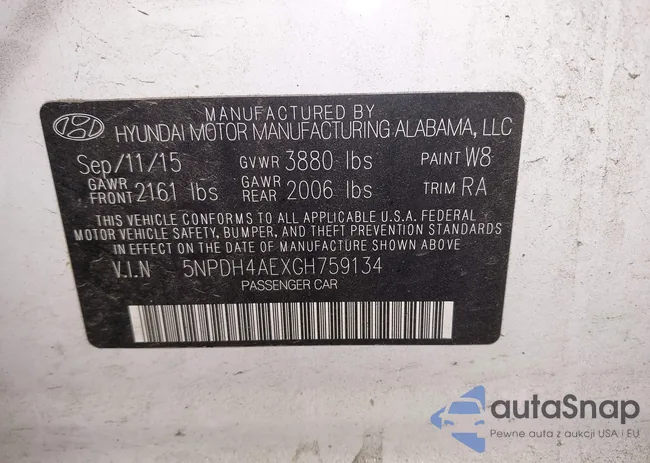 MANUFACTURED BY
HYUNDAI MOTOR MANUFACTURING ALABAMA, LLC
Sep/11/15 GVWR 3880 lbs PAINT W8
GAWR FRONT 2161 lbs GAWR REAR 2006 lbs TRIM RA
THIS VEHICLE CONFORMS TO ALL APPLICABLE U.S.A. FEDERAL
MOTOR VEHICLE SAFETY, BUMPER, AND THEFT PREVENTION STANDARDS
IN EFFECT ON THE DATE OF MANUFACTURE SHOWN ABOVE
V.I.N 5NPDH4AEXGH759134
PASSENGER CAR
autaSnap
Pewne auta z aukcji USA i EU